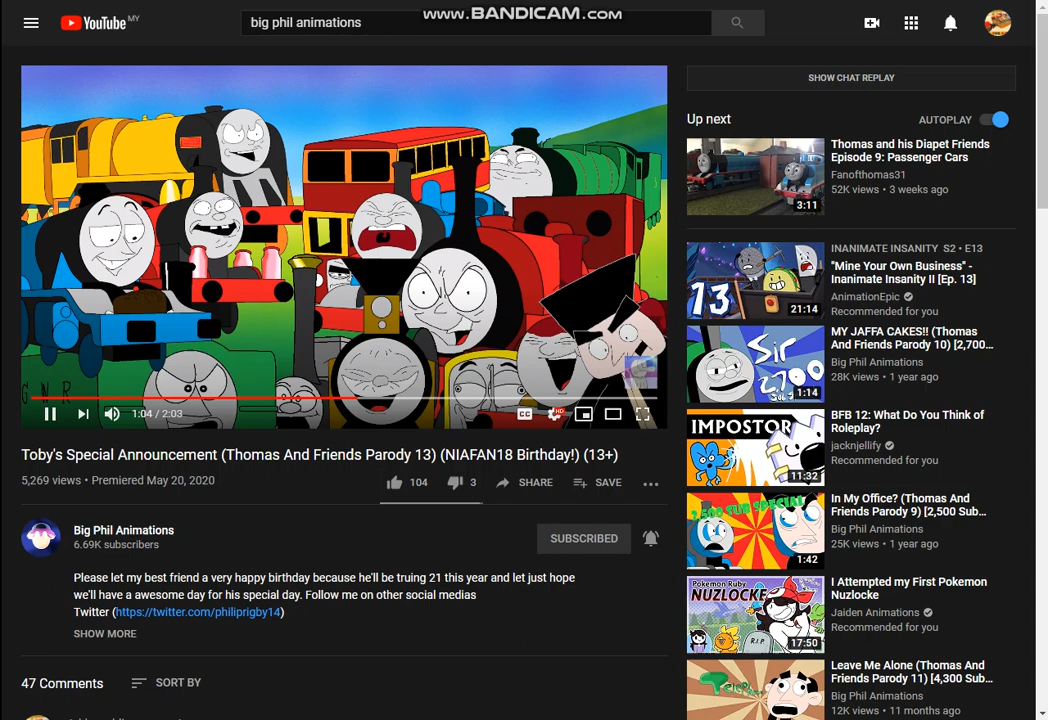 www.BANDICAM.com
YouTube MY
big phil animations
SHOW CHAT REPLAY
Up next
AUTOPLAY
Thomas and his Diapet Friends
Episode 9: Passenger Cars
Fanofthomas31
52K views • 3 weeks ago
3:11
INANIMATE INSANITY S2 • E13
"Mine Your Own Business" -
Inanimate Insanity II [Ep. 13]
AnimationEpic
Recommended for you
13
21:14
MY JAFFA CAKES!! (Thomas
And Friends Parody 10) [2,700...
Big Phil Animations
28K views • 1 year ago
Sir
2700
1:14
BFB 12: What Do You Think of
Roleplay?
jacknjellify
Recommended for you
IMPOSTOR
11:32
In My Office? (Thomas And
Friends Parody 9) [2,500 Sub...
Big Phil Animations
25K views • 1 year ago
2,500 SUB SPECIAL
1:42
I Attempted my First Pokemon
Nuzlocke
Jaiden Animations
Recommended for you
Pokemon Ruby
NUZLOCKE
R.I.P
17:50
Leave Me Alone (Thomas And
Friends Parody 11) [4,300 Sub...
Big Phil Animations
12K views • 11 months ago
G W R
1:04 / 2:03
CC
HD
Toby's Special Announcement (Thomas And Friends Parody 13) (NIAFAN18 Birthday!) (13+)
5,269 views • Premiered May 20, 2020
104
3
SHARE
SAVE
Big Phil Animations
6.69K subscribers
SUBSCRIBED
Please let my best friend a very happy birthday because he'll be truing 21 this year and let just hope
we'll have a awesome day for his special day. Follow me on other social medias
Twitter (https://twitter.com/philiprigby14)
SHOW MORE
47 Comments
SORT BY